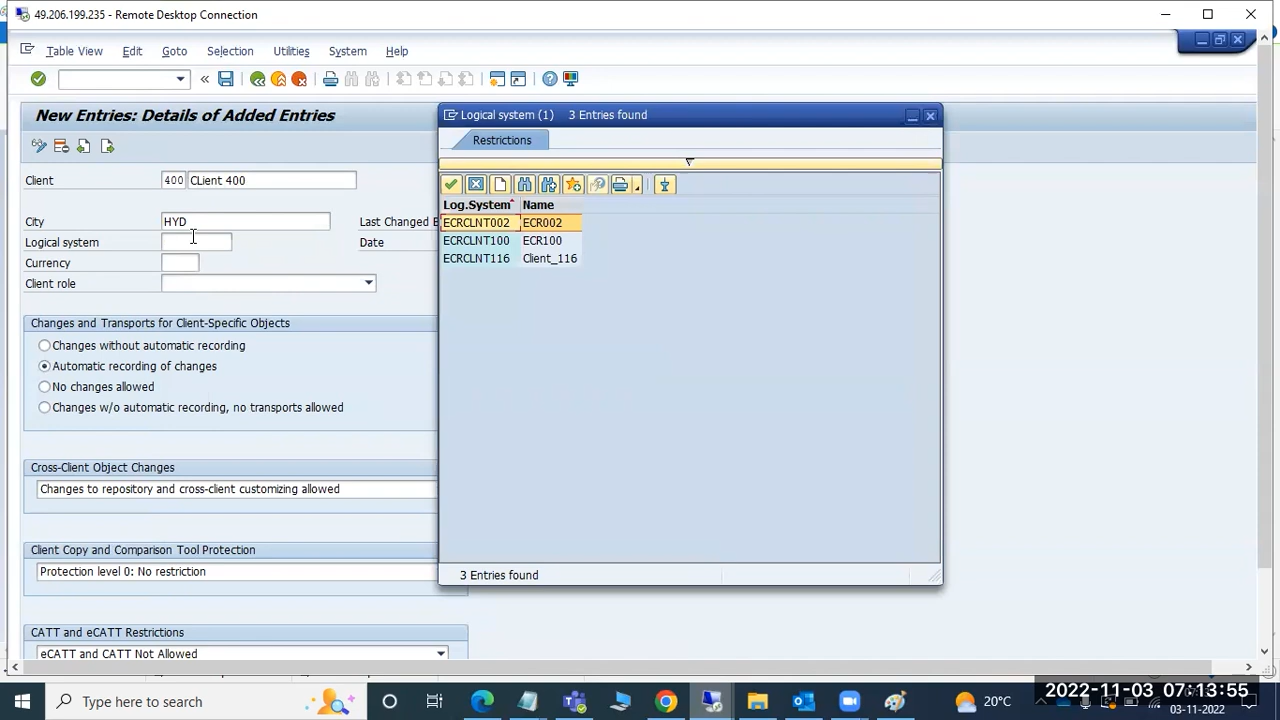 49.206.199.235 - Remote Desktop Connection
Table View Edit Goto Selection Utilities System Help
New Entries: Details of Added Entries
Client 400 CLient 400
City HYD Last Changed
Logical system Date
Currency
Client role
Changes and Transports for Client-Specific Objects
Changes without automatic recording
Automatic recording of changes
No changes allowed
Changes w/o automatic recording, no transports allowed
Cross-Client Object Changes
Changes to repository and cross-client customizing allowed
Client Copy and Comparison Tool Protection
Protection level 0: No restriction
CATT and eCATT Restrictions
eCATT and CATT Not Allowed
Logical system (1) 3 Entries found
Restrictions
Log.System Name
ECRCLNT002 ECR002
ECRCLNT100 ECR100
ECRCLNT116 Client_116
3 Entries found
Type here to search
20°C
2022-11-03 07:13:55
03-11-2022